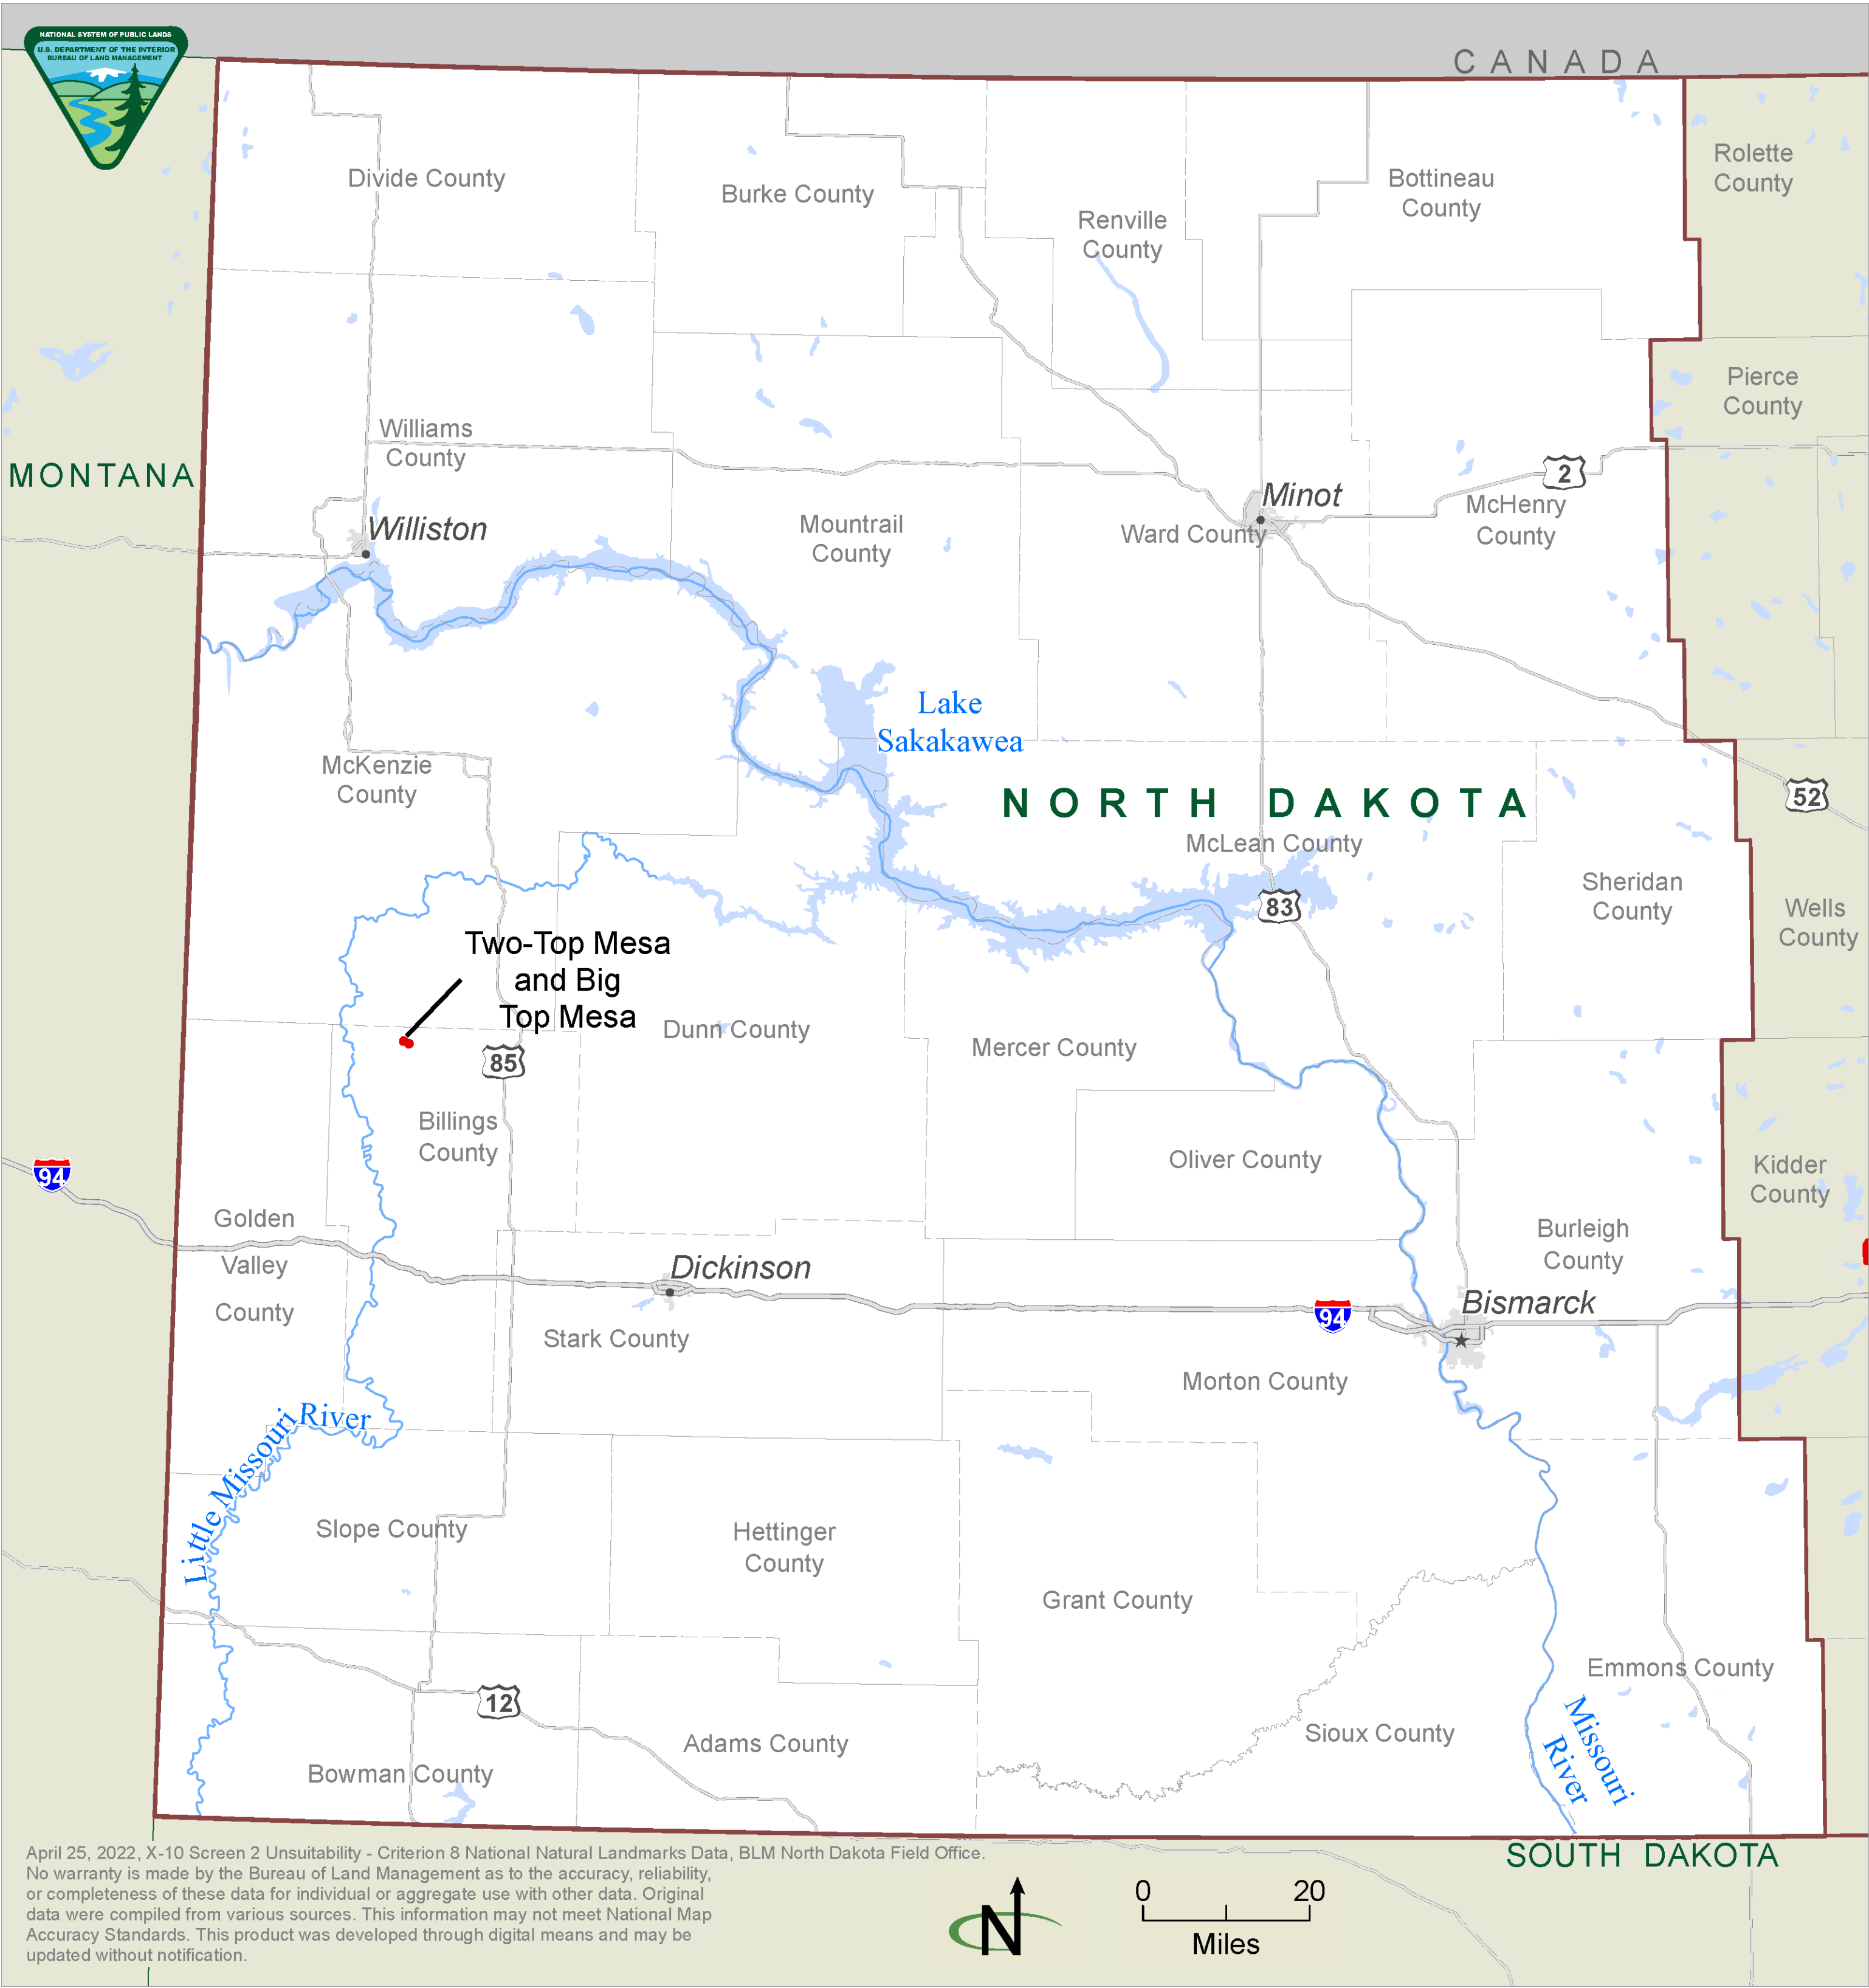 NATIONAL SYSTEM OF PUBLIC LANDS
U.S. DEPARTMENT OF THE INTERIOR
BUREAU OF LAND MANAGEMENT
CANADA
Rolette
County
Divide County
Burke County
Bottineau
County
Renville
County
Pierce
County
Williams
County
MONTANA
2
Minot
McHenry
County
Williston
Mountrail
County
Ward County
Lake
Sakakawea
McKenzie
County
NORTH DAKOTA
52
McLean County
83
Sheridan
County
Wells
County
Two-Top Mesa
and Big
Top Mesa
Dunn County
Mercer County
85
Billings
County
94
Oliver County
Kidder
County
Golden
Valley
County
Burleigh
County
Dickinson
94
Bismarck
Stark County
Morton County
Little Missouri River
Slope County
Hettinger
County
Grant County
Emmons County
12
Sioux County
Missouri
River
Adams County
Bowman County
SOUTH DAKOTA
April 25, 2022, X-10 Screen 2 Unsuitability - Criterion 8 National Natural Landmarks Data, BLM North Dakota Field Office.
No warranty is made by the Bureau of Land Management as to the accuracy, reliability,
or completeness of these data for individual or aggregate use with other data. Original
data were compiled from various sources. This information may not meet National Map
Accuracy Standards. This product was developed through digital means and may be
updated without notification.
N
0 20
Miles